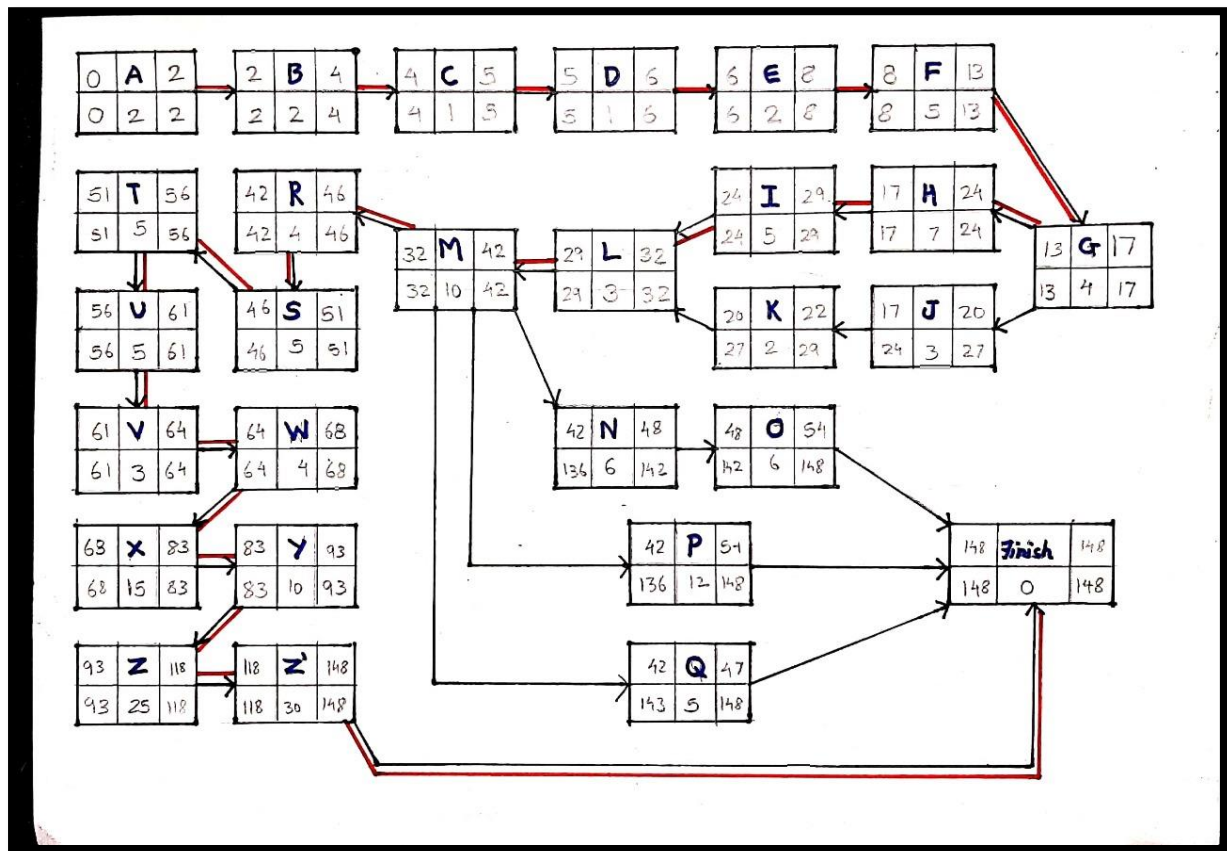 0 A 2
0 2 2
2 B 4
2 2 4
4 C 5
4 1 5
5 D 6
5 1 6
6 E 8
6 2 8
8 F 13
8 5 13
51 T 56
51 5 56
42 R 46
42 4 46
32 M 42
32 10 42
29 L 32
29 3 32
24 I 29
24 5 29
17 H 24
17 7 24
13 G 17
13 4 17
56 U 61
56 5 61
46 S 51
46 5 51
20 K 22
27 2 29
17 J 20
24 3 27
61 V 64
61 3 64
64 W 68
64 4 68
42 N 48
136 6 142
48 O 54
142 6 148
68 X 83
68 15 83
83 Y 93
83 10 93
42 P 54
136 12 148
148 Finish 148
148 0 148
93 Z 118
93 25 118
118 Z' 148
118 30 148
42 Q 47
143 5 148